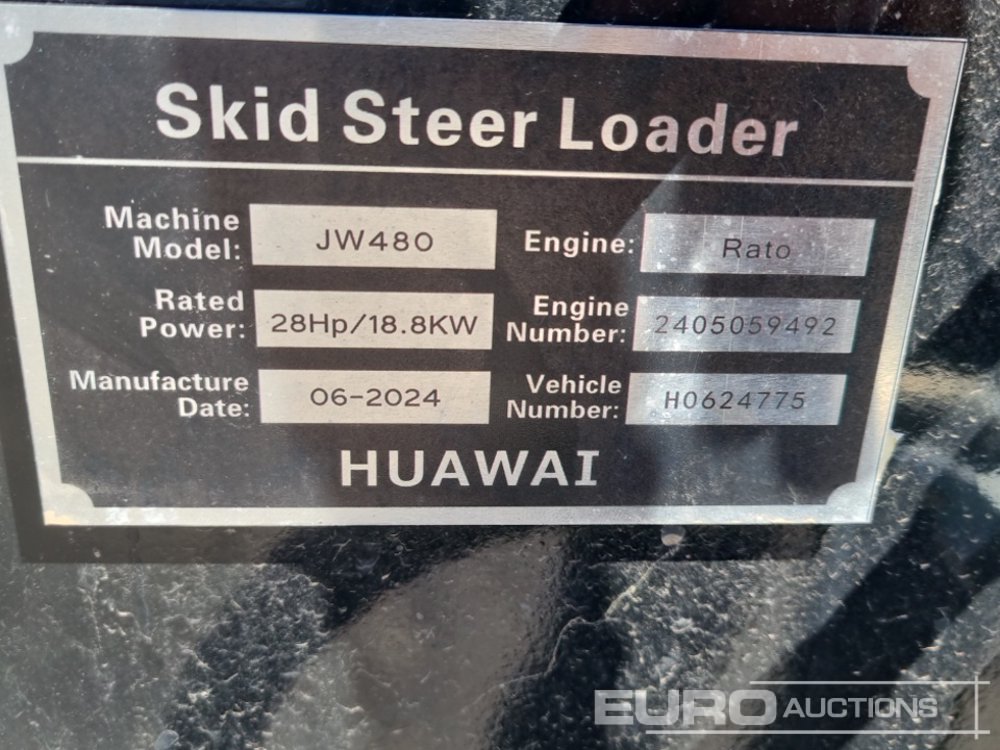 Skid Steer Loader
Machine Model: JW480
Engine: Rato
Rated Power: 28Hp/18.8KW
Engine Number: 2405059492
Manufacture Date: 06-2024
Vehicle Number: H0624775
HUAWAI
EURO AUCTIONS